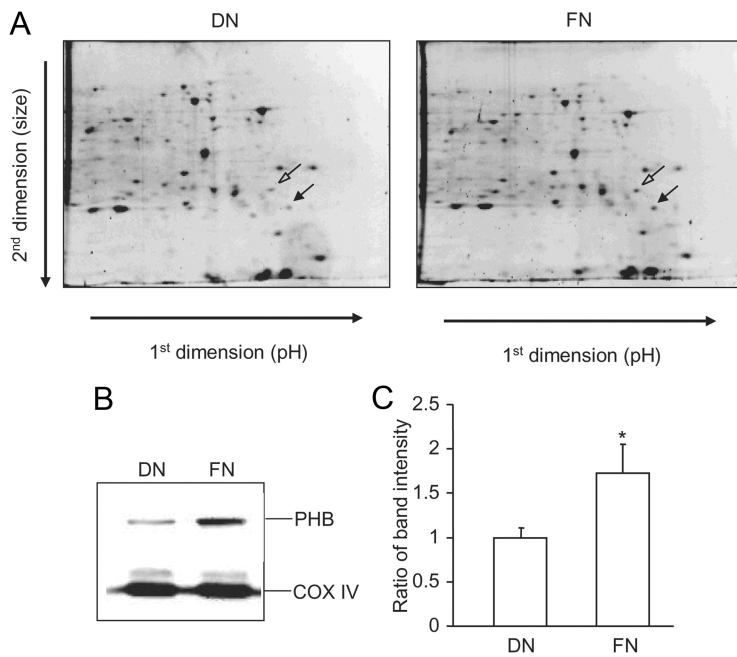 A
DN
FN
2nd dimension (size)
1st dimension (pH)
1st dimension (pH)
B
DN FN
PHB
COX IV
C
Ratio of band intensity
2.5
2
1.5
1
0.5
0
*
DN
FN